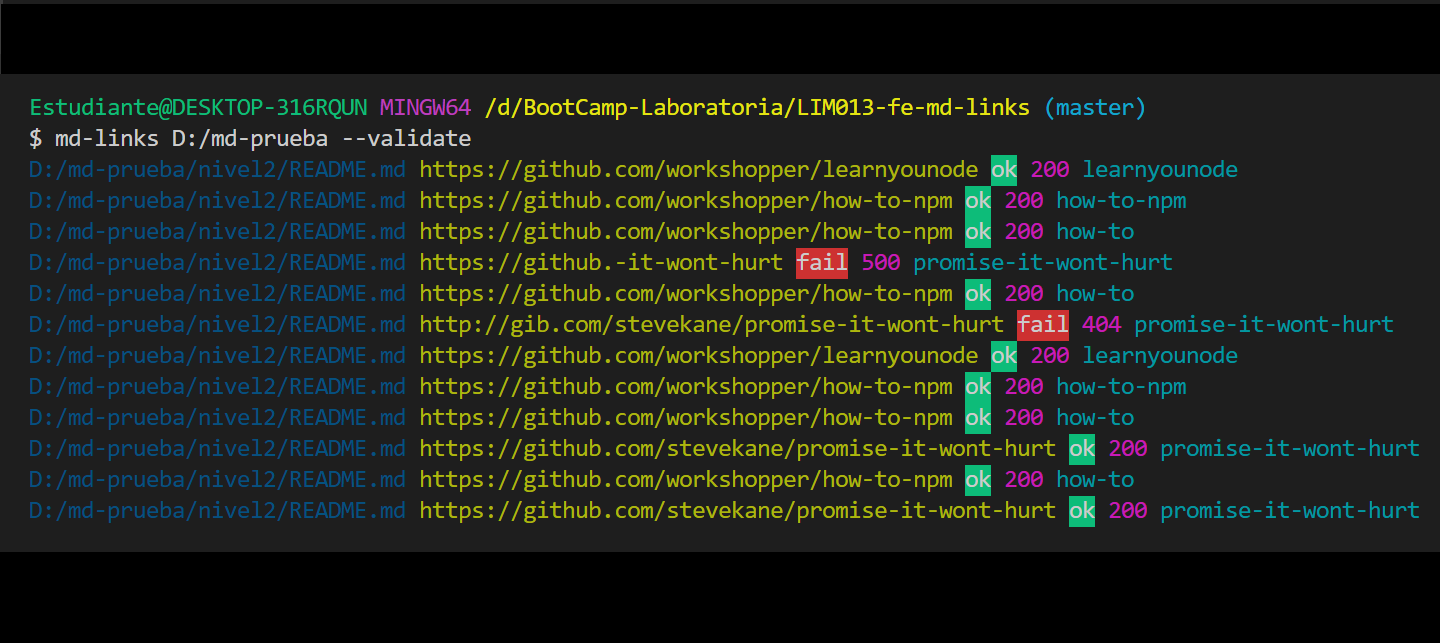 Estudiante@DESKTOP-316RQUN MINGW64 /d/BootCamp-Laboratoria/LIM013-fe-md-links (master)
$ md-links D:/md-prueba --validate
D:/md-prueba/nivel2/README.md https://github.com/workshopper/learnyounode ok 200 learnyounode
D:/md-prueba/nivel2/README.md https://github.com/workshopper/how-to-npm ok 200 how-to-npm
D:/md-prueba/nivel2/README.md https://github.com/workshopper/how-to-npm ok 200 how-to
D:/md-prueba/nivel2/README.md https://github.-it-wont-hurt fail 500 promise-it-wont-hurt
D:/md-prueba/nivel2/README.md https://github.com/workshopper/how-to-npm ok 200 how-to
D:/md-prueba/nivel2/README.md http://gib.com/stevekane/promise-it-wont-hurt fail 404 promise-it-wont-hurt
D:/md-prueba/nivel2/README.md https://github.com/workshopper/learnyounode ok 200 learnyounode
D:/md-prueba/nivel2/README.md https://github.com/workshopper/how-to-npm ok 200 how-to-npm
D:/md-prueba/nivel2/README.md https://github.com/workshopper/how-to-npm ok 200 how-to
D:/md-prueba/nivel2/README.md https://github.com/stevekane/promise-it-wont-hurt ok 200 promise-it-wont-hurt
D:/md-prueba/nivel2/README.md https://github.com/workshopper/how-to-npm ok 200 how-to
D:/md-prueba/nivel2/README.md https://github.com/stevekane/promise-it-wont-hurt ok 200 promise-it-wont-hurt